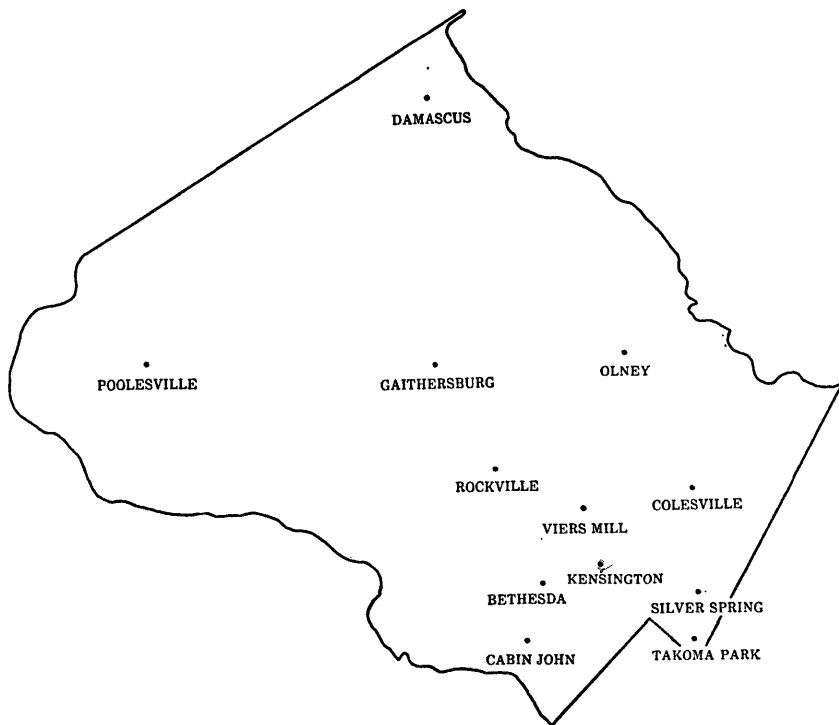 DAMASCUS
POOLESVILLE
GAITHERSBURG
OLNEY
ROCKVILLE
COLESVILLE
VIERS MILL
KENSINGTON
BETHESDA
SILVER SPRING
CABIN JOHN
TAKOMA PARK